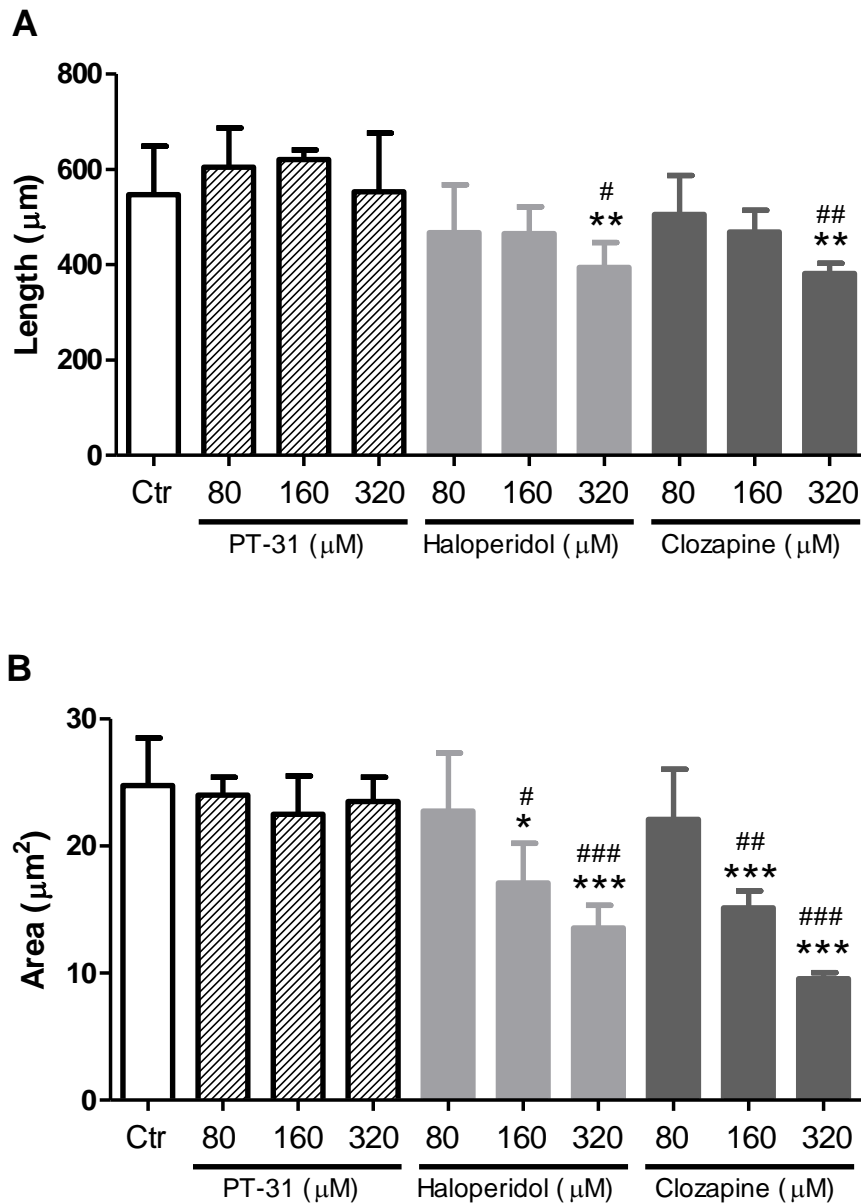 A
800
600
400
200
0
Length (μm)
#
**
##
**
Ctr 80 160 320 80 160 320 80 160 320
PT-31 (μM) Haloperidol (μM) Clozapine (μM)
B
30
20
10
0
Area (μm²)
#
*
###
***
##
***
###
***
Ctr 80 160 320 80 160 320 80 160 320
PT-31 (μM) Haloperidol (μM) Clozapine (μM)